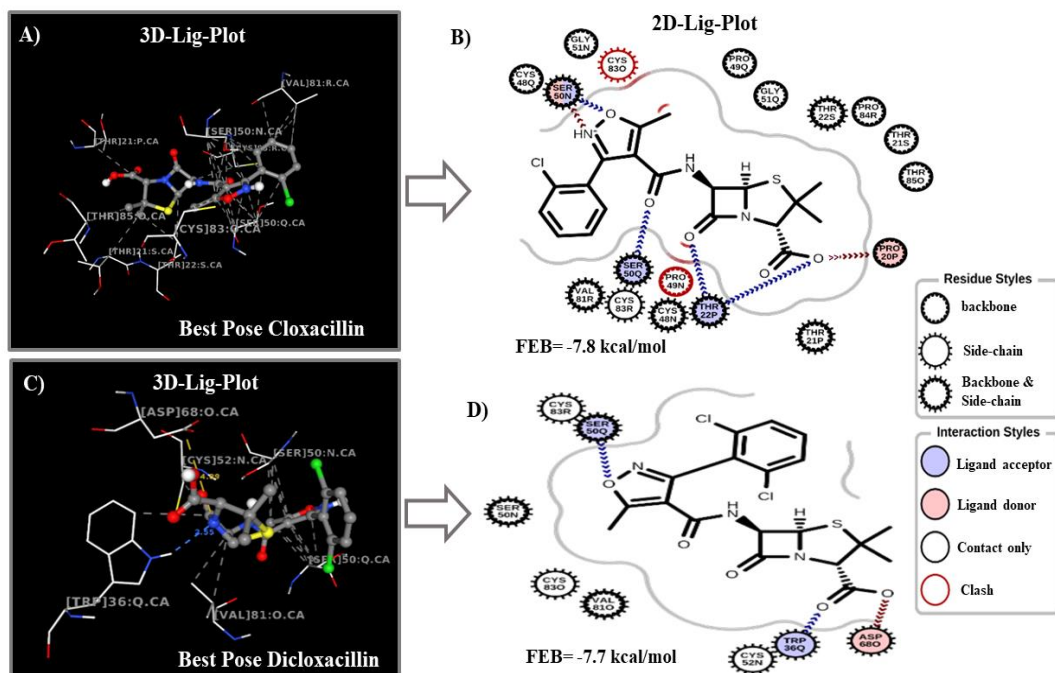 A)
3D-Lig-Plot
[VAL]81:R.CA
[SER]50:N.CA
[THR]21:P.CA
[THR]85:O.CA
[CYS]83:Q.CA
[SER]50:Q.CA
[THR]21:S.CA
[THR]22:S.CA
Best Pose Cloxacillin
B)
2D-Lig-Plot
GLY
51N
CYS
83O
CYS
48Q
SER
50N
PRO
49Q
GLY
51Q
THR
22S
PRO
84R
THR
21S
THR
85O
O
HN
Cl
O
N
H
H
S
N
O
O
O
SER
50Q
VAL
81R
CYS
83R
PRO
49N
CYS
48N
THR
22P
PRO
20P
THR
21P
FEB= -7.8 kcal/mol
C)
3D-Lig-Plot
[ASP]68:O.CA
[CYS]52:N.CA
[SER]50:N.CA
[TRP]36:Q.CA
[VAL]81:O.CA
[SER]50:Q.CA
Best Pose Dicloxacillin
D)
CYS
83R
SER
50Q
SER
50N
CYS
83O
VAL
81O
Cl
Cl
O
N
O
N
H
H
S
N
O
O
O
CYS
52N
TRP
36Q
ASP
68O
FEB= -7.7 kcal/mol
Residue Styles
backbone
Side-chain
Backbone &
Side-chain
Interaction Styles
Ligand acceptor
Ligand donor
Contact only
Clash